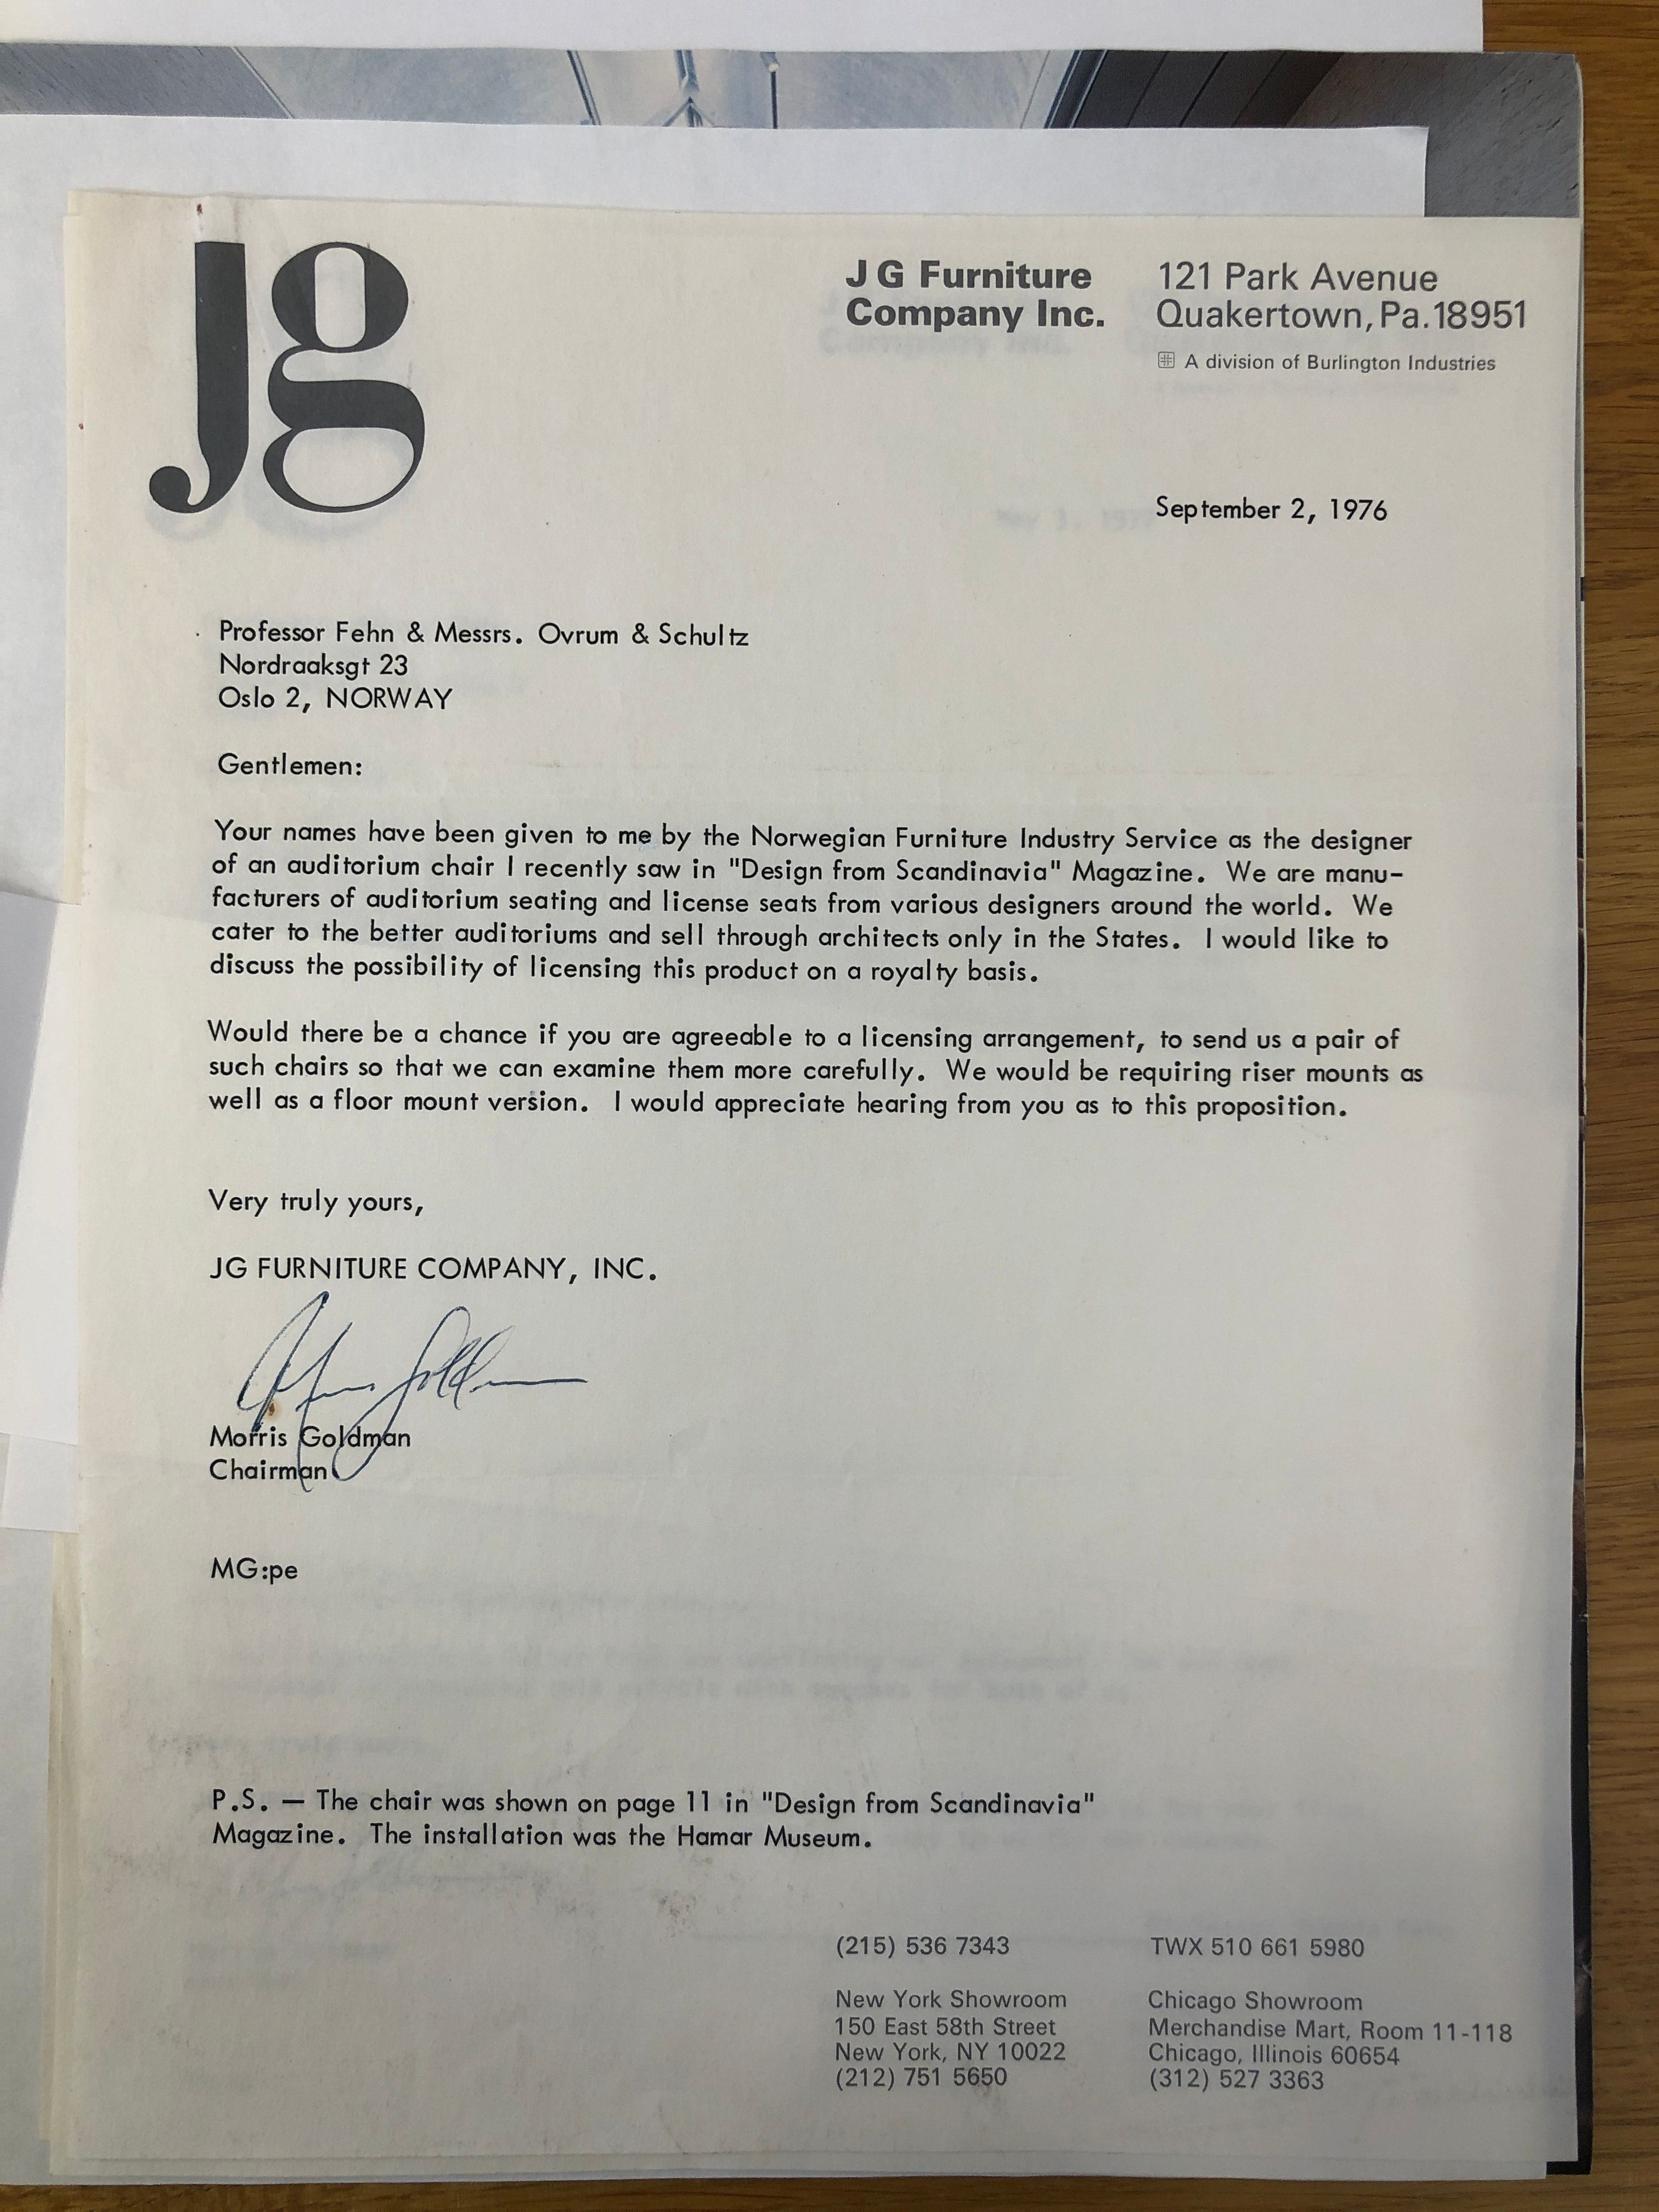 Jg
J G Furniture
Company Inc.
121 Park Avenue
Quakertown, Pa. 18951
A division of Burlington Industries
September 2, 1976
Professor Fehn & Messrs. Ovrum & Schultz
Nordraaksgt 23
Oslo 2, NORWAY
Gentlemen:
Your names have been given to me by the Norwegian Furniture Industry Service as the designer
of an auditorium chair I recently saw in "Design from Scandinavia" Magazine. We are manu-
facturers of auditorium seating and license seats from various designers around the world. We
cater to the better auditoriums and sell through architects only in the States. I would like to
discuss the possibility of licensing this product on a royalty basis.
Would there be a chance if you are agreeable to a licensing arrangement, to send us a pair of
such chairs so that we can examine them more carefully. We would be requiring riser mounts as
well as a floor mount version. I would appreciate hearing from you as to this proposition.
Very truly yours,
JG FURNITURE COMPANY, INC.
Morris Goldman
Chairman
MG:pe
P.S. — The chair was shown on page 11 in "Design from Scandinavia"
Magazine. The installation was the Hamar Museum.
(215) 536 7343
TWX 510 661 5980
New York Showroom
150 East 58th Street
New York, NY 10022
(212) 751 5650
Chicago Showroom
Merchandise Mart, Room 11-118
Chicago, Illinois 60654
(312) 527 3363